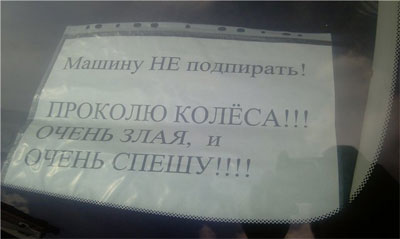 Машину НЕ подпирать!
ПРОКОЛЮ КОЛЁСА!!!
ОЧЕНЬ ЗЛАЯ, и
ОЧЕНЬ СПЕШУ!!!!